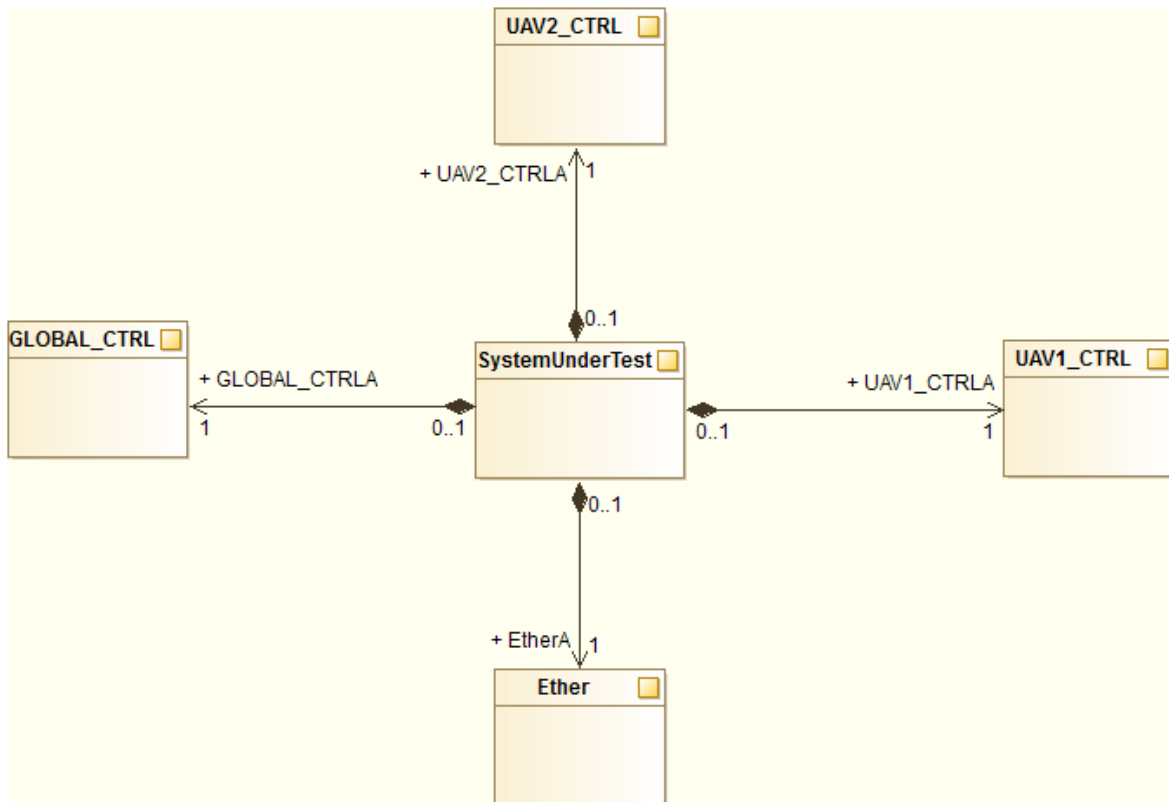 UAV2_CTRL
+ UAV2_CTRLA
1
0..1
GLOBAL_CTRL
+ GLOBAL_CTRLA
1
0..1
SystemUnderTest
UAV1_CTRL
+ UAV1_CTRLA
0..1
1
0..1
+ EtherA
1
Ether